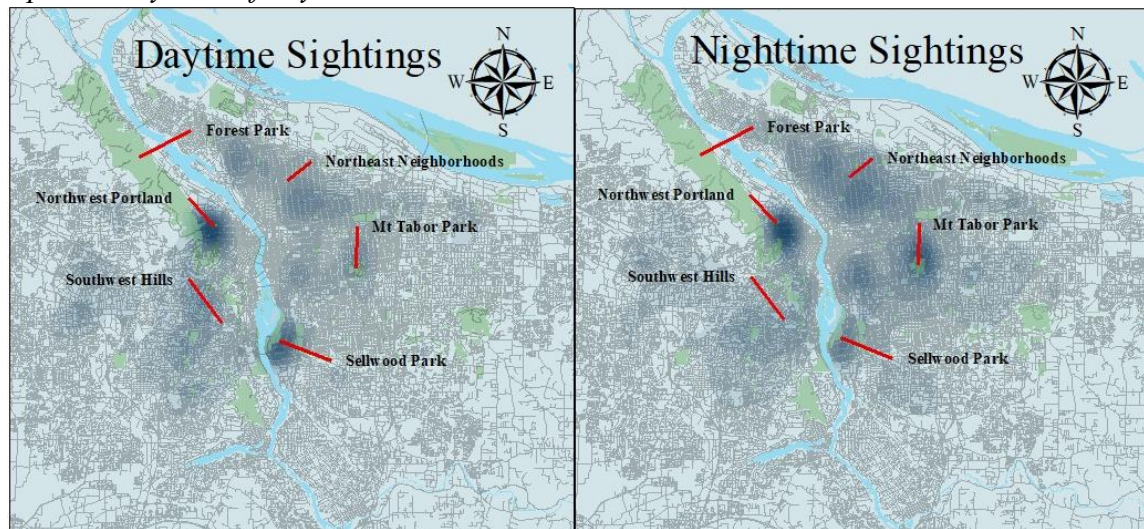 Daytime Sightings
N
W E
S
Forest Park
Northeast Neighborhoods
Northwest Portland
Mt Tabor Park
Southwest Hills
Sellwood Park
Nighttime Sightings
N
W E
S
Forest Park
Northeast Neighborhoods
Northwest Portland
Mt Tabor Park
Southwest Hills
Sellwood Park